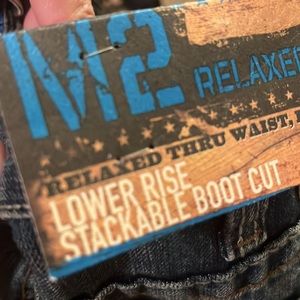 M2 RELAXED
RELAXED THRU WAIST,
LOWER RISE
STACKABLE BOOT CUT